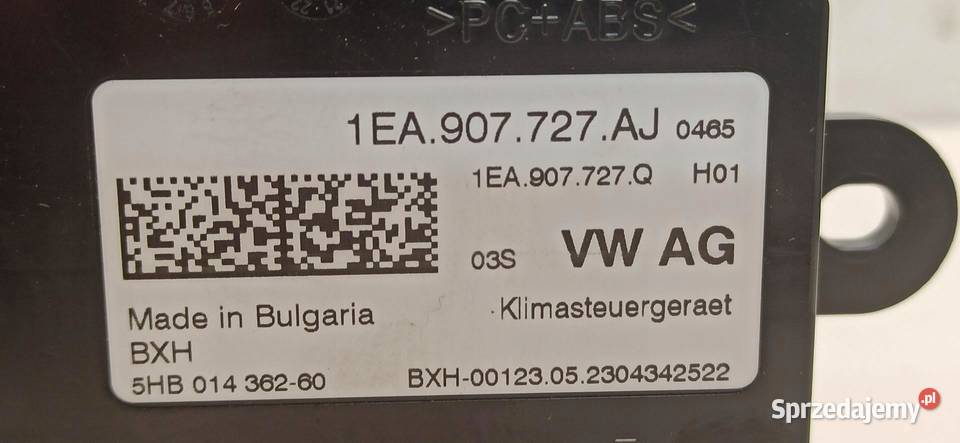 >PC+ABS<
1EA.907.727.AJ 0465
1EA.907.727.Q H01
03S VW AG
Made in Bulgaria Klimasteuergeraet
BXH
5HB 014 362-60 BXH-00123.05.2304342522
Sprzedajemy.pl